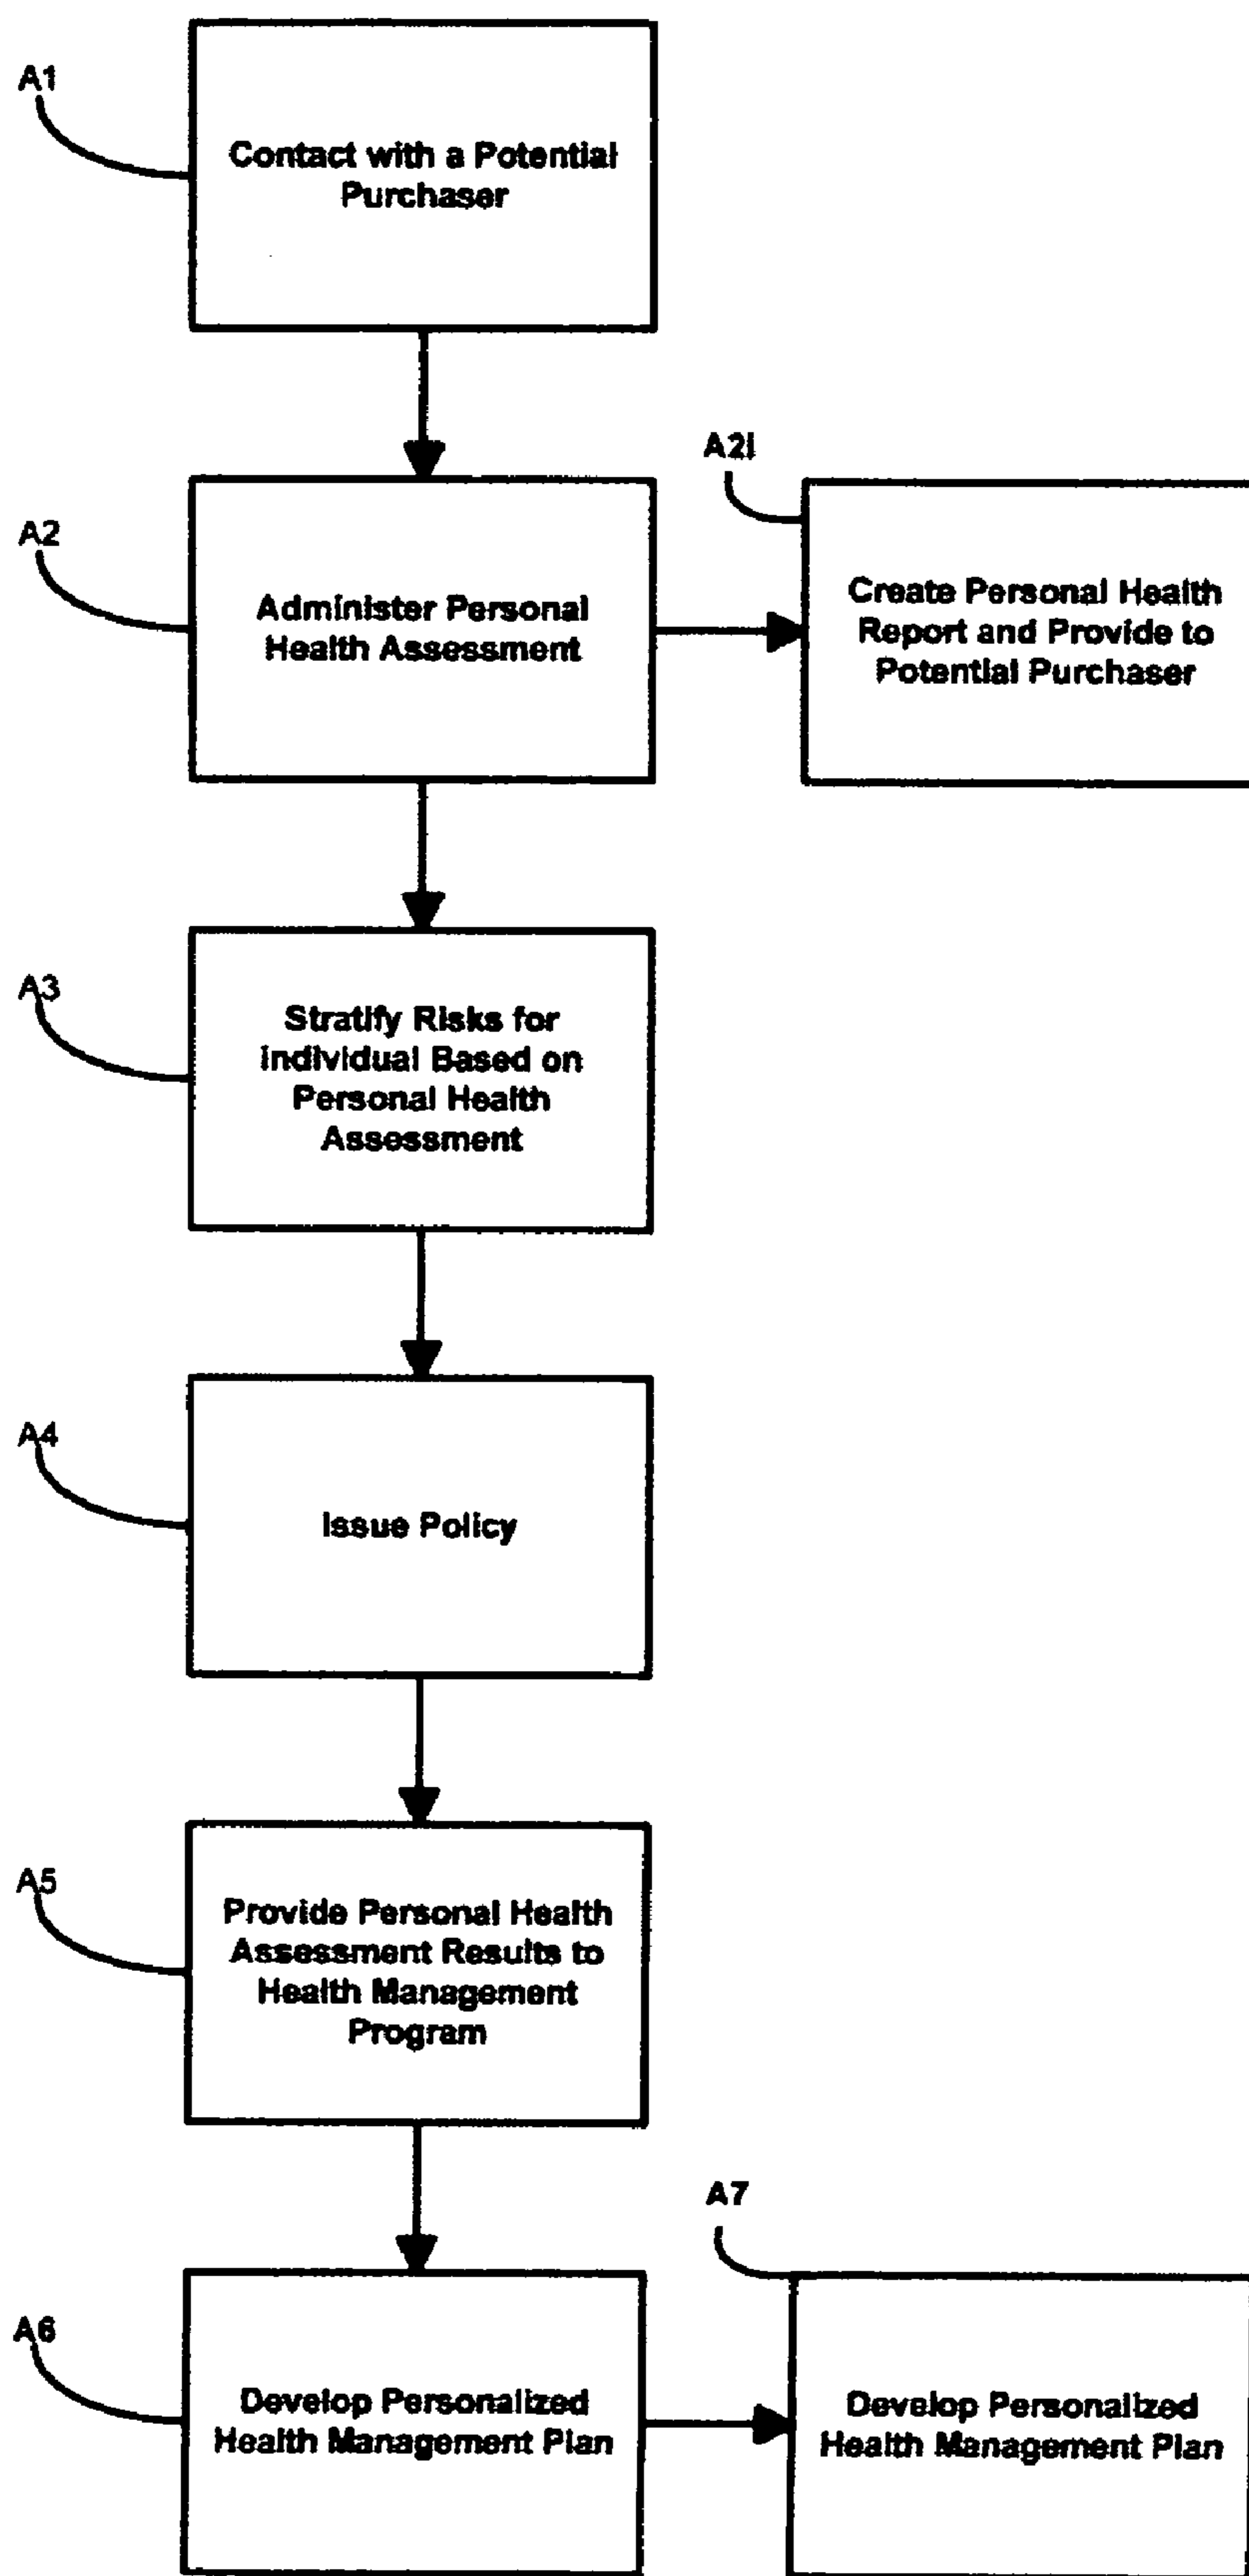 A1
Contact with a Potential
Purchaser
A2
Administer Personal
Health Assessment
A2i
Create Personal Health
Report and Provide to
Potential Purchaser
A3
Stratify Risks for
Individual Based on
Personal Health
Assessment
A4
Issue Policy
A5
Provide Personal Health
Assessment Results to
Health Management
Program
A6
Develop Personalized
Health Management Plan
A7
Develop Personalized
Health Management Plan